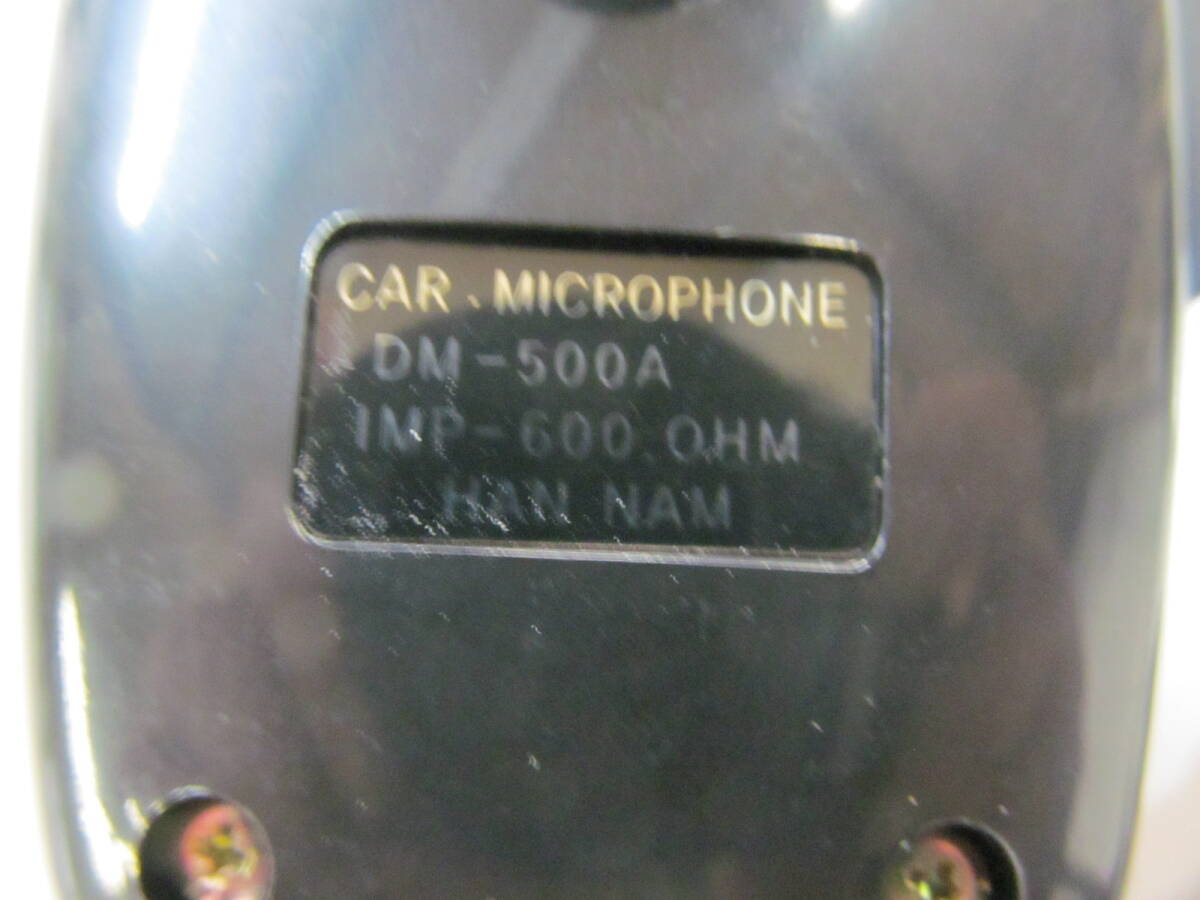 CAR MICROPHONE
DM-500A
IMP-600.OHM
HAN NAM